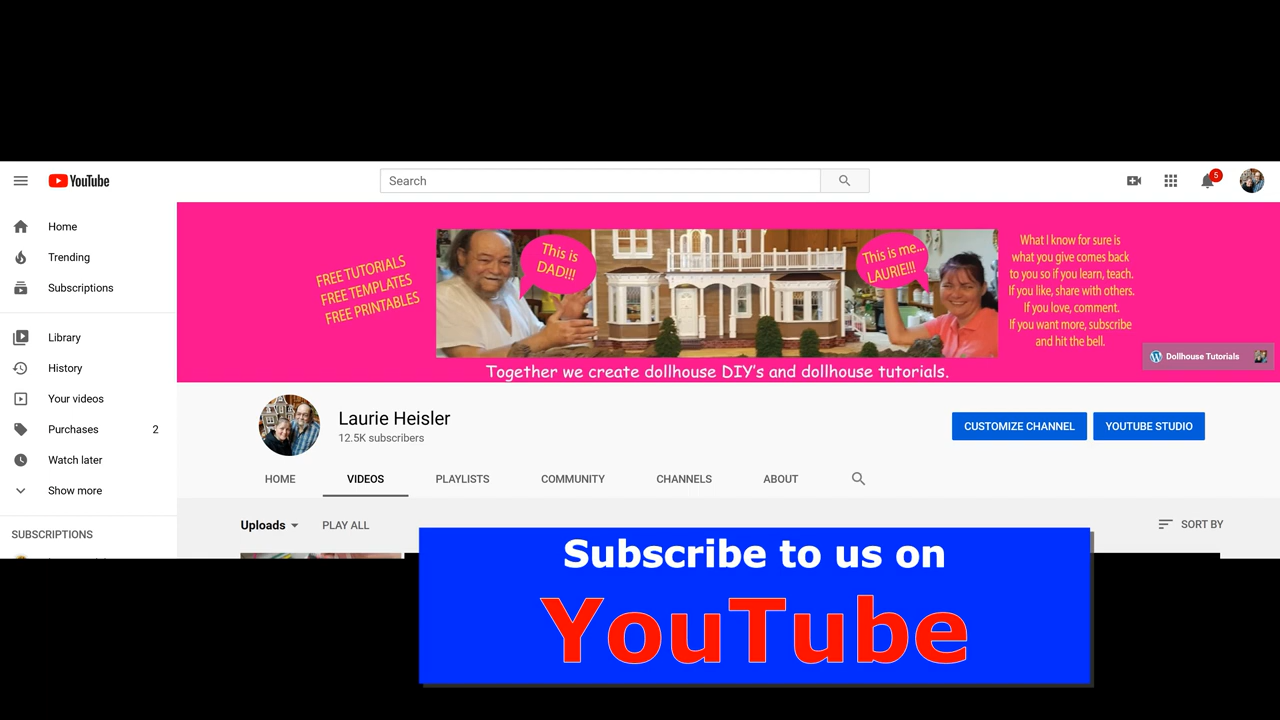 YouTube
Search
5
Home
Trending
Subscriptions
Library
History
Your videos
Purchases 2
Watch later
Show more
SUBSCRIPTIONS
FREE TUTORIALS
FREE TEMPLATES
FREE PRINTABLES
This is
DAD!!!
This is me...
LAURIE!!!
What I know for sure is
what you give comes back
to you so if you learn, teach.
If you like, share with others.
If you love, comment.
If you want more, subscribe
and hit the bell.
Dollhouse Tutorials
Together we create dollhouse DIY's and dollhouse tutorials.
Laurie Heisler
12.5K subscribers
CUSTOMIZE CHANNEL
YOUTUBE STUDIO
HOME VIDEOS PLAYLISTS COMMUNITY CHANNELS ABOUT
Uploads PLAY ALL SORT BY
Subscribe to us on
YouTube